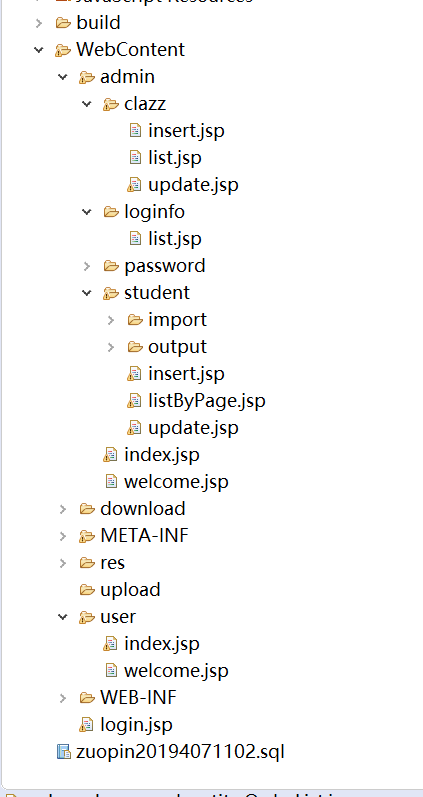 JavaScript Resources
build
WebContent
admin
clazz
insert.jsp
list.jsp
update.jsp
loginfo
list.jsp
password
student
import
output
insert.jsp
listByPage.jsp
update.jsp
index.jsp
welcome.jsp
download
META-INF
res
upload
user
index.jsp
welcome.jsp
WEB-INF
login.jsp
zuopin20194071102.sql